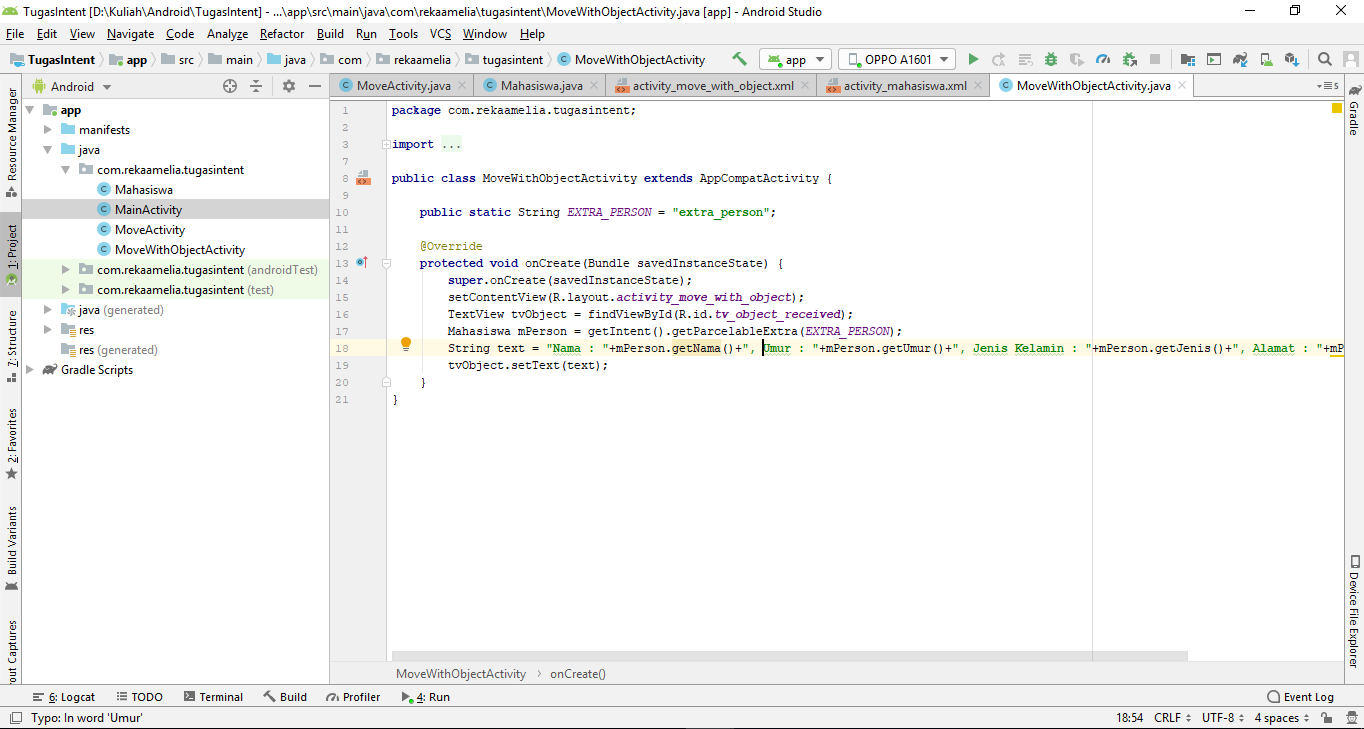 TugasIntent [D:\Kuliah\Android\TugasIntent] - ...\app\src\main\java\com\rekaamelia\tugasintent\MoveWithObjectActivity.java [app] - Android Studio
File Edit View Navigate Code Analyze Refactor Build Run Tools VCS Window Help
TugasIntent app src main java com rekaamelia tugasintent MoveWithObjectActivity app OPPO A1601
Android
MoveActivity.java Mahasiswa.java activity_move_with_object.xml activity_mahasiswa.xml MoveWithObjectActivity.java 5
Resource Manager
1: Project
7: Structure
2: Favorites
Build Variants
out Captures
app
manifests
java
com.rekaamelia.tugasintent
Mahasiswa
MainActivity
MoveActivity
MoveWithObjectActivity
com.rekaamelia.tugasintent (androidTest)
com.rekaamelia.tugasintent (test)
java (generated)
res
res (generated)
Gradle Scripts
1 package com.rekaamelia.tugasintent;
2
3 import ...
7
8 public class MoveWithObjectActivity extends AppCompatActivity {
9
10 public static String EXTRA_PERSON = "extra_person";
11
12 @Override
13 protected void onCreate(Bundle savedInstanceState) {
14 super.onCreate(savedInstanceState);
15 setContentView(R.layout.activity_move_with_object);
16 TextView tvObject = findViewById(R.id.tv_object_received);
17 Mahasiswa mPerson = getIntent().getParcelableExtra(EXTRA_PERSON);
18 String text = "Nama : "+mPerson.getNama()+", Umur : "+mPerson.getUmur()+", Jenis Kelamin : "+mPerson.getJenis()+", Alamat : "+mP
19 tvObject.setText(text);
20 }
21 }
Gradle
Device File Explorer
MoveWithObjectActivity onCreate()
6: Logcat TODO Terminal Build Profiler 4: Run Event Log
Typo: In word 'Umur' 18:54 CRLF UTF-8 4 spaces